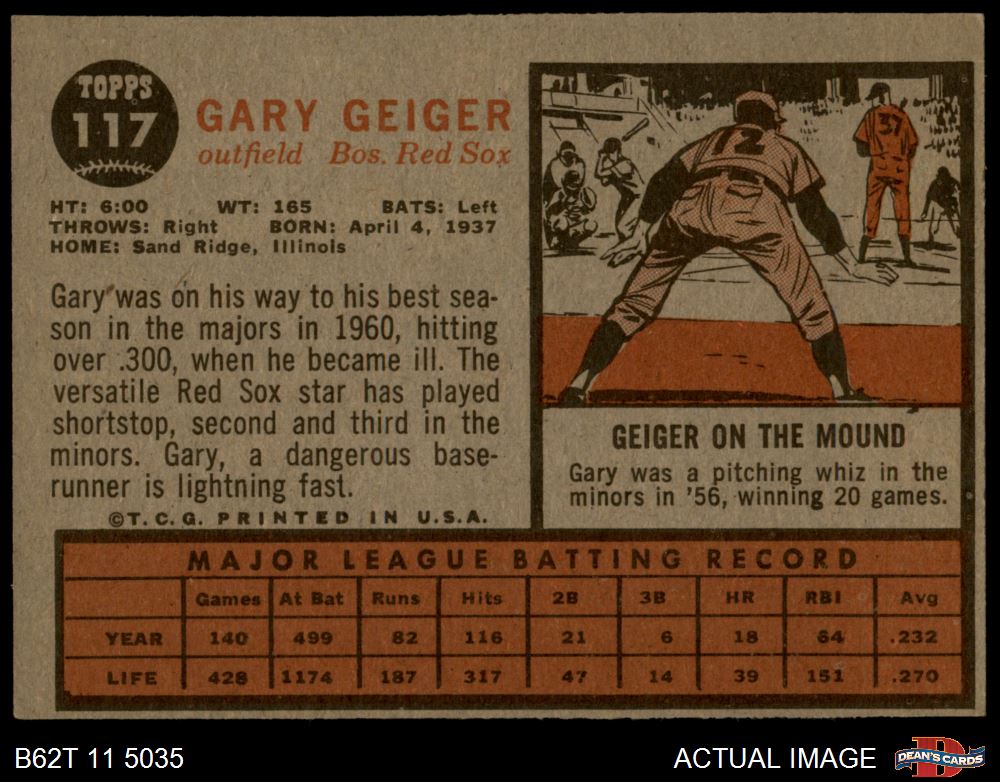 TOPPS
117
GARY GEIGER
outfield Bos. Red Sox
HT: 6:00 WT: 165 BATS: Left
THROWS: Right BORN: April 4, 1937
HOME: Sand Ridge, Illinois
Gary was on his way to his best sea-
son in the majors in 1960, hitting
over .300, when he became ill. The
versatile Red Sox star has played
shortstop, second and third in the
minors. Gary, a dangerous base-
runner is lightning fast.
©T.C.G. PRINTED IN U.S.A.
12
37
GEIGER ON THE MOUND
Gary was a pitching whiz in the
minors in '56, winning 20 games.
MAJOR LEAGUE BATTING RECORD
Games At Bat Runs Hits 2B 3B HR RBI Avg
YEAR 140 499 82 116 21 6 18 64 .232
LIFE 428 1174 187 317 47 14 39 151 .270
B62T 11 5035
ACTUAL IMAGE
D
DEAN'S CARDS